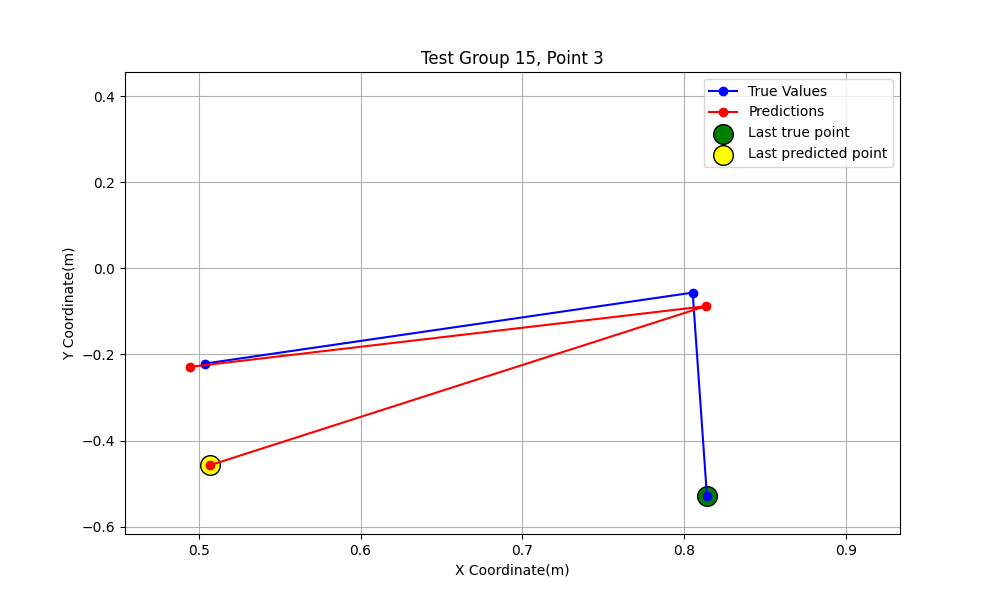 Test Group 15, Point 3
True Values
Predictions
Last true point
Last predicted point
0.4
0.2
0.0
−0.2
−0.4
−0.6
Y Coordinate(m)
0.5 0.6 0.7 0.8 0.9
X Coordinate(m)